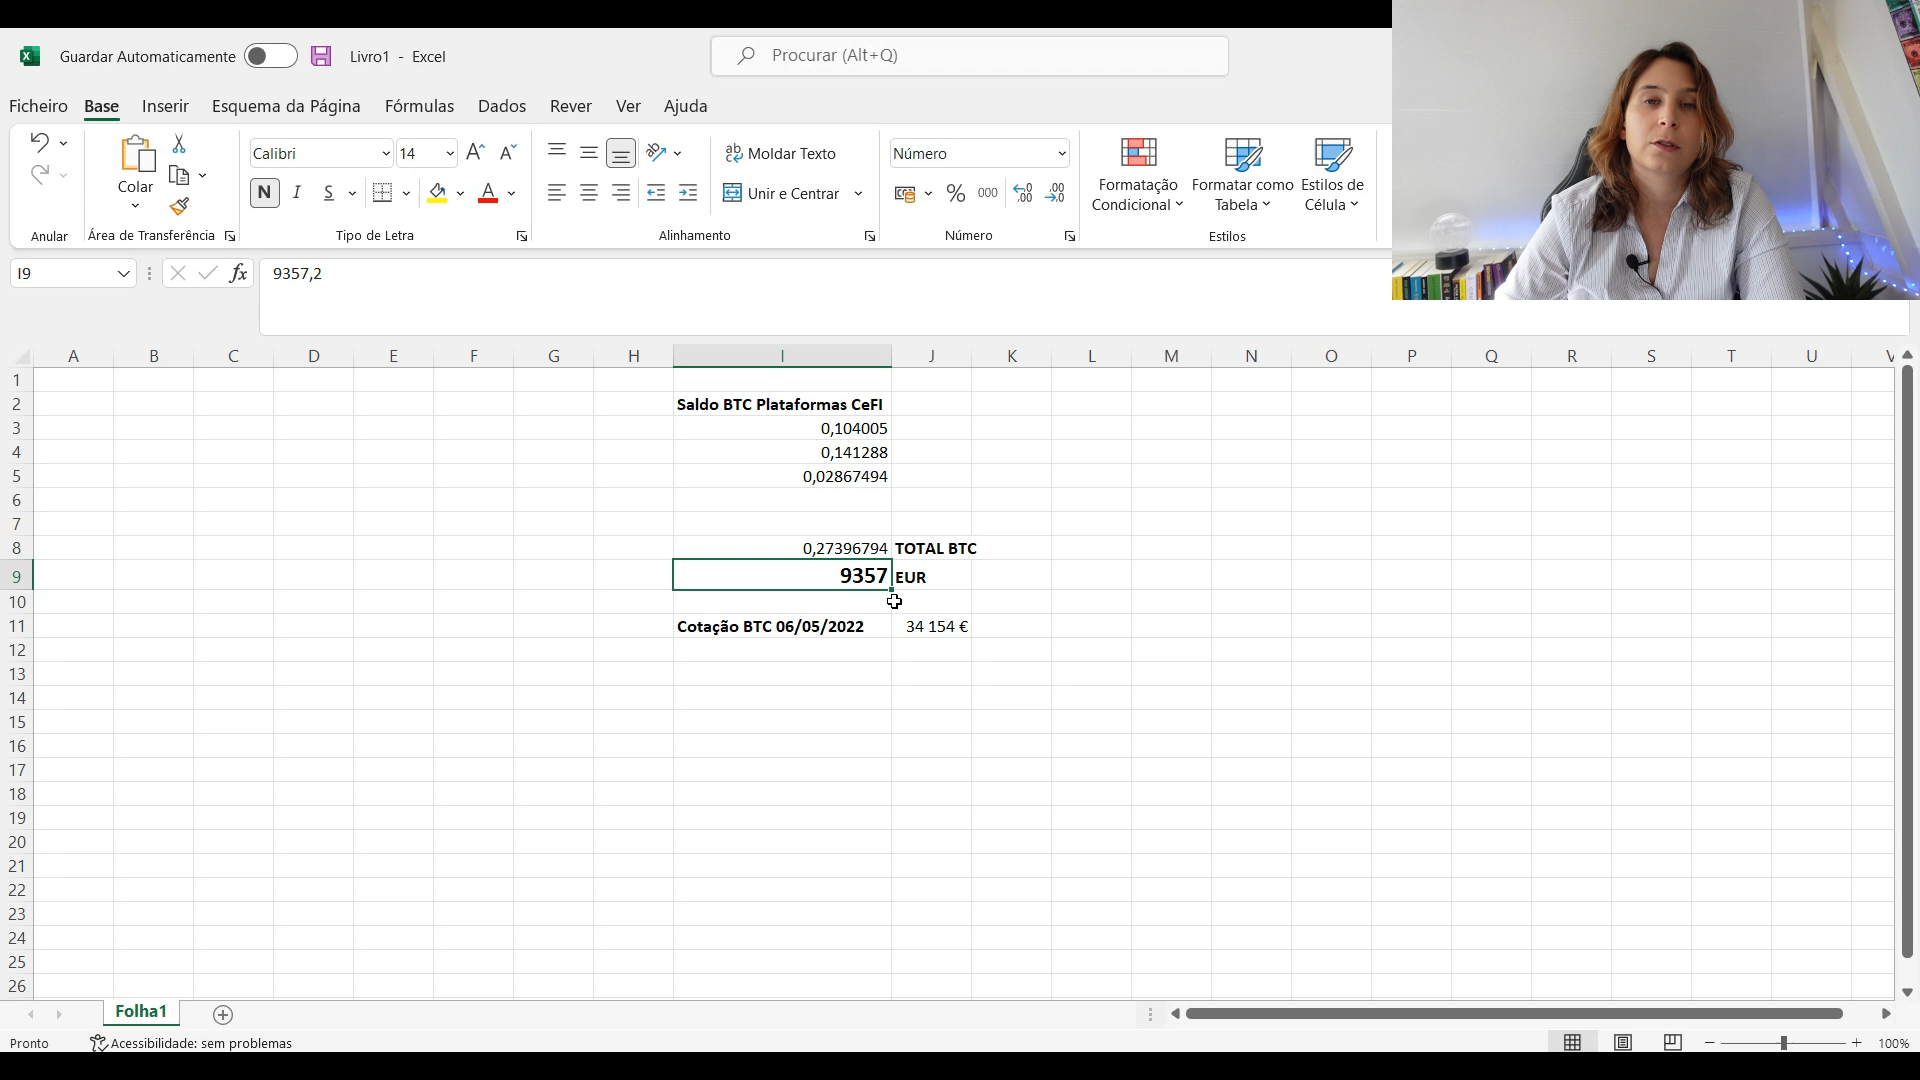 Guardar Automaticamente
Livro1 - Excel
Procurar (Alt+Q)
Ficheiro Base Inserir Esquema da Página Fórmulas Dados Rever Ver Ajuda
Colar
Anular
Área de Transferência
Calibri
14
N I S A
Tipo de Letra
Moldar Texto
Unir e Centrar
Alinhamento
Número
% 000
Número
Formatação Condicional
Formatar como Tabela
Estilos de Célula
Estilos
I9
fx
9357,2
A B C D E F G H I J K L M N O P Q R S T U V
1
2 Saldo BTC Plataformas CeFI
3 0,104005
4 0,141288
5 0,02867494
6
7
8 0,27396794 TOTAL BTC
9 9357 EUR
10
11 Cotação BTC 06/05/2022 34 154 €
12
13
14
15
16
17
18
19
20
21
22
23
24
25
26
Folha1
Pronto
Acessibilidade: sem problemas
100%